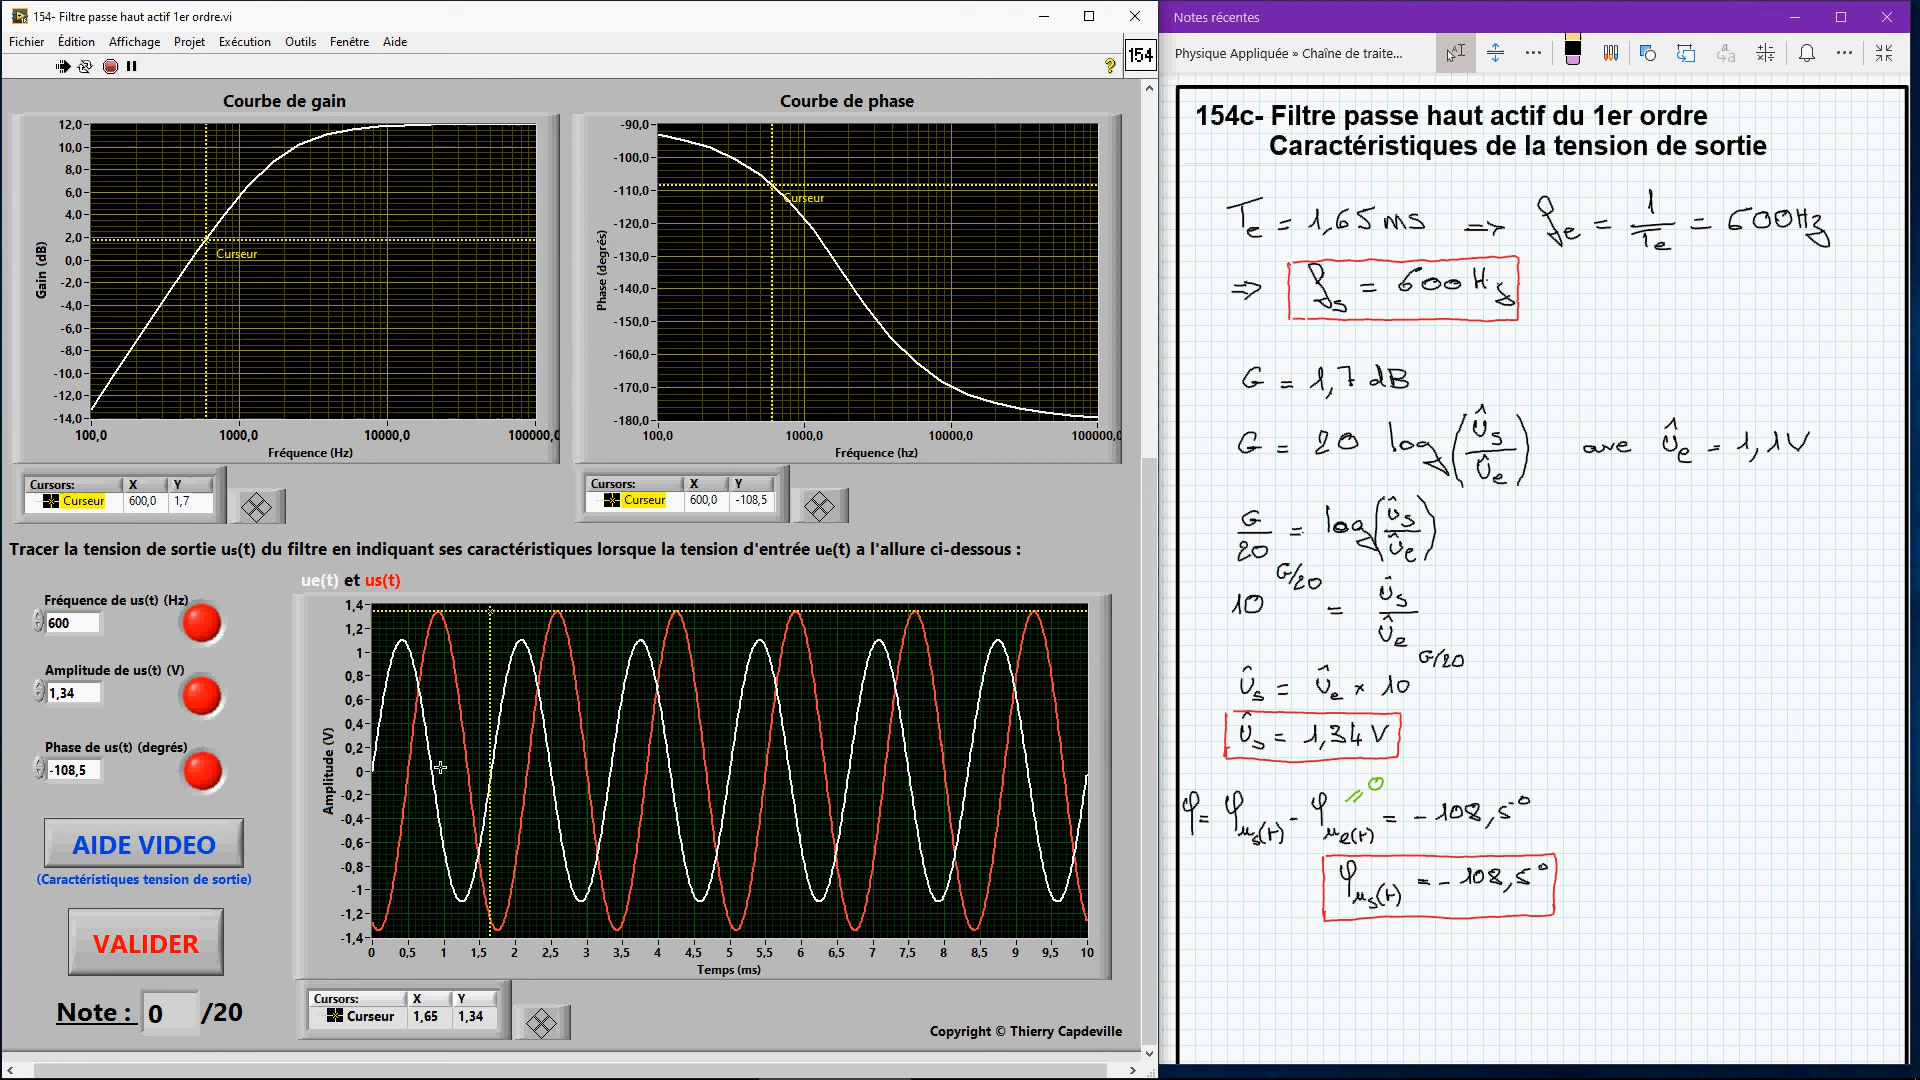 154- Filtre passe haut actif 1er ordre.vi
Fichier Édition Affichage Projet Exécution Outils Fenêtre Aide
154
Courbe de gain
12,0
10,0
8,0
6,0
4,0
2,0
0,0
-2,0
-4,0
-6,0
-8,0
-10,0
-12,0
-14,0
Gain (dB)
Curseur
100,0 1000,0 10000,0 100000,0
Fréquence (Hz)
Cursors: X Y
Curseur 600,0 1,7
Courbe de phase
-90,0
-100,0
-110,0
-120,0
-130,0
-140,0
-150,0
-160,0
-170,0
-180,0
Phase (degrés)
Curseur
100,0 1000,0 10000,0 100000,0
Fréquence (hz)
Cursors: X Y
Curseur 600,0 -108,5
Tracer la tension de sortie us(t) du filtre en indiquant ses caractéristiques lorsque la tension d'entrée ue(t) a l'allure ci-dessous :
Fréquence de us(t) (Hz)
600
Amplitude de us(t) (V)
1,34
Phase de us(t) (degrés)
-108,5
AIDE VIDEO
(Caractéristiques tension de sortie)
VALIDER
Note : 0 /20
ue(t) et us(t)
1,4
1,2
1
0,8
0,6
0,4
0,2
0
-0,2
-0,4
-0,6
-0,8
-1
-1,2
-1,4
Amplitude (V)
0 0,5 1 1,5 2 2,5 3 3,5 4 4,5 5 5,5 6 6,5 7 7,5 8 8,5 9 9,5 10
Temps (ms)
Cursors: X Y
Curseur 1,65 1,34
Copyright © Thierry Capdeville
Notes récentes
Physique Appliquée » Chaîne de traite...
154c- Filtre passe haut actif du 1er ordre
Caractéristiques de la tension de sortie
Te = 1,65 ms => fe = 1/Te = 600 Hz
=> fs = 600 Hz
G = 1,7 dB
G = 20 log(Ûs/Ûe) avec Ûe = 1,1V
G/20 = log(Ûs/Ûe)
10^G/20 = Ûs/Ûe
Ûs = Ûe × 10^G/20
Ûs = 1,34 V
φ = φus(t) - φue(t) = - 108,5°
= 0
φus(t) = - 108,5°